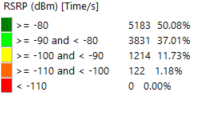 RSRP (dBm) [Time/s]
>= -80 5183 50.08%
>= -90 and < -80 3831 37.01%
>= -100 and < -90 1214 11.73%
>= -110 and < -100 122 1.18%
< -110 0 0.00%